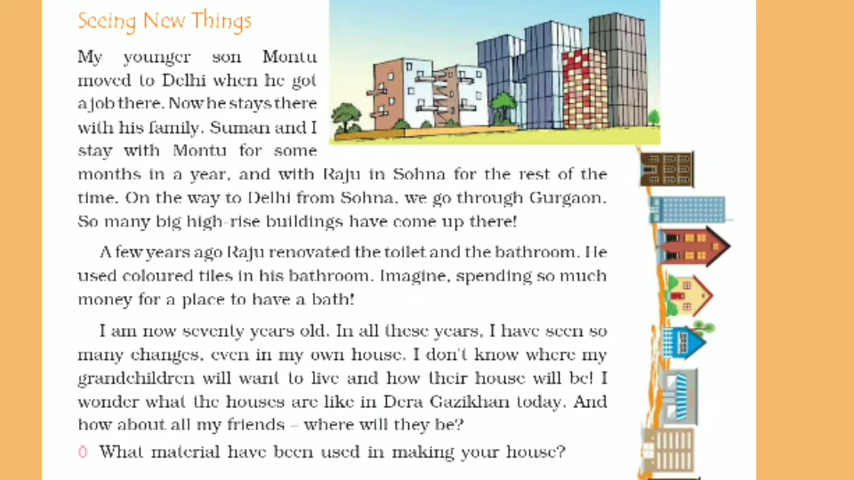 Seeing New Things
My younger son Montu
moved to Delhi when he got
a job there. Now he stays there
with his family. Suman and I
stay with Montu for some
months in a year, and with Raju in Sohna for the rest of the
time. On the way to Delhi from Sohna, we go through Gurgaon.
So many big high-rise buildings have come up there!
A few years ago Raju renovated the toilet and the bathroom. He
used coloured tiles in his bathroom. Imagine, spending so much
money for a place to have a bath!
I am now seventy years old. In all these years, I have seen so
many changes, even in my own house. I don't know where my
grandchildren will want to live and how their house will be! I
wonder what the houses are like in Dera Gazikhan today. And
how about all my friends – where will they be?
Ö What material have been used in making your house?